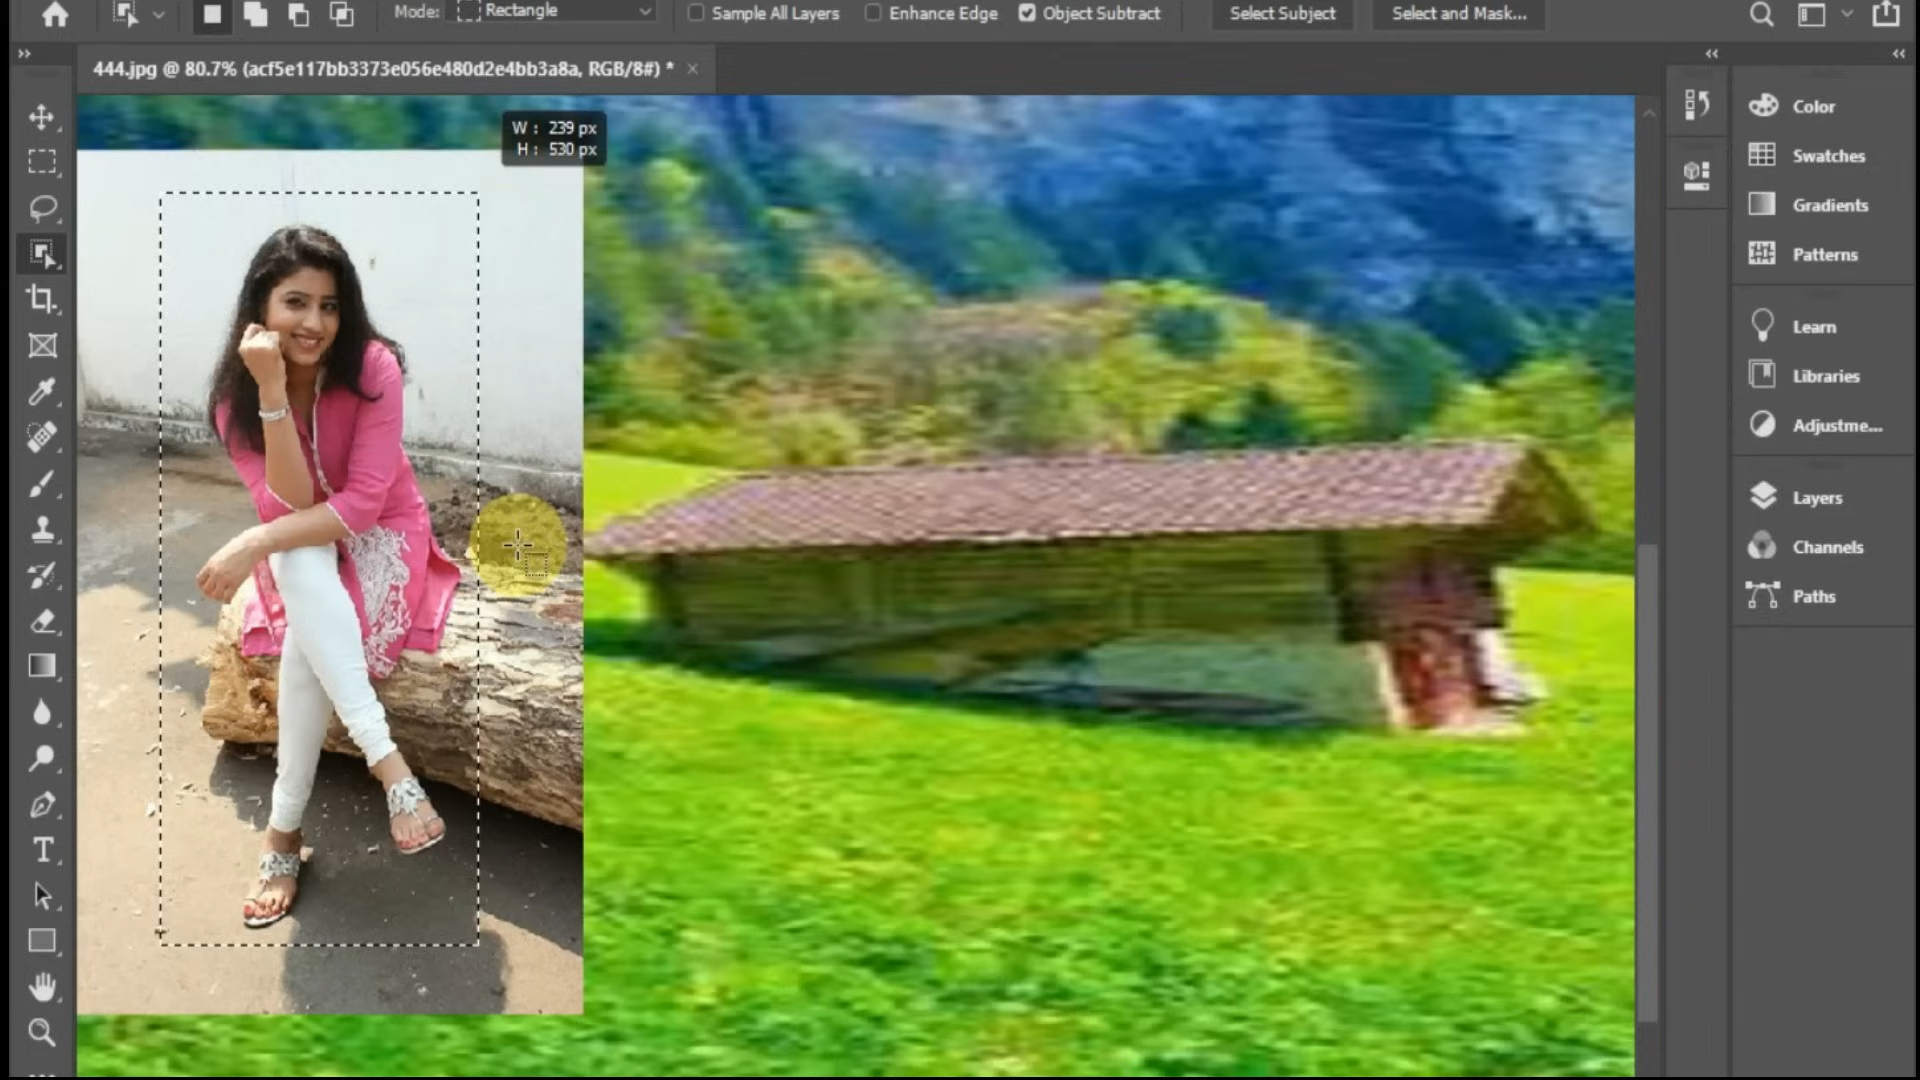 Mode: Rectangle Sample All Layers Enhance Edge Object Subtract Select Subject Select and Mask...
444.jpg @ 80.7% (acf5e117bb3373e056e480d2e4bb3a8a, RGB/8#) *
W : 239 px
H : 530 px
Color
Swatches
Gradients
Patterns
Learn
Libraries
Adjustme...
Layers
Channels
Paths